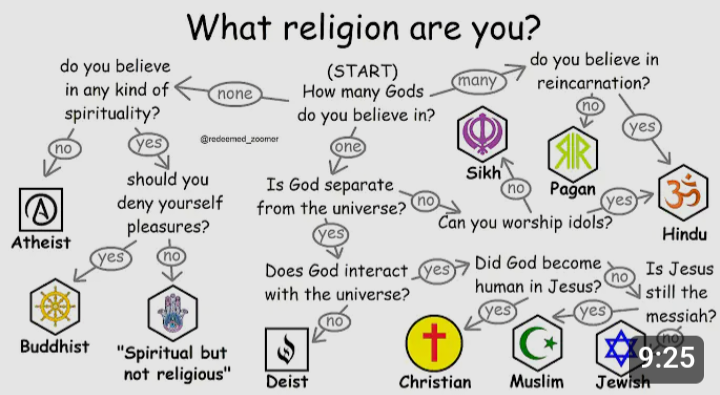 What religion are you?
do you believe
in any kind of
spirituality?
none
(START)
How many Gods
do you believe in?
many
do you believe in
reincarnation?
no
yes
@redeemed_zoomer
one
no
yes
Sikh
Pagan
Hindu
should you
deny yourself
pleasures?
Is God separate
from the universe?
no
no
Can you worship idols?
yes
Atheist
yes
yes
no
Does God interact
with the universe?
yes
Did God become
human in Jesus?
no
Is Jesus
still the
messiah?
no
yes
yes
no
Buddhist
"Spiritual but
not religious"
Deist
Christian
Muslim
Jewish
9:25